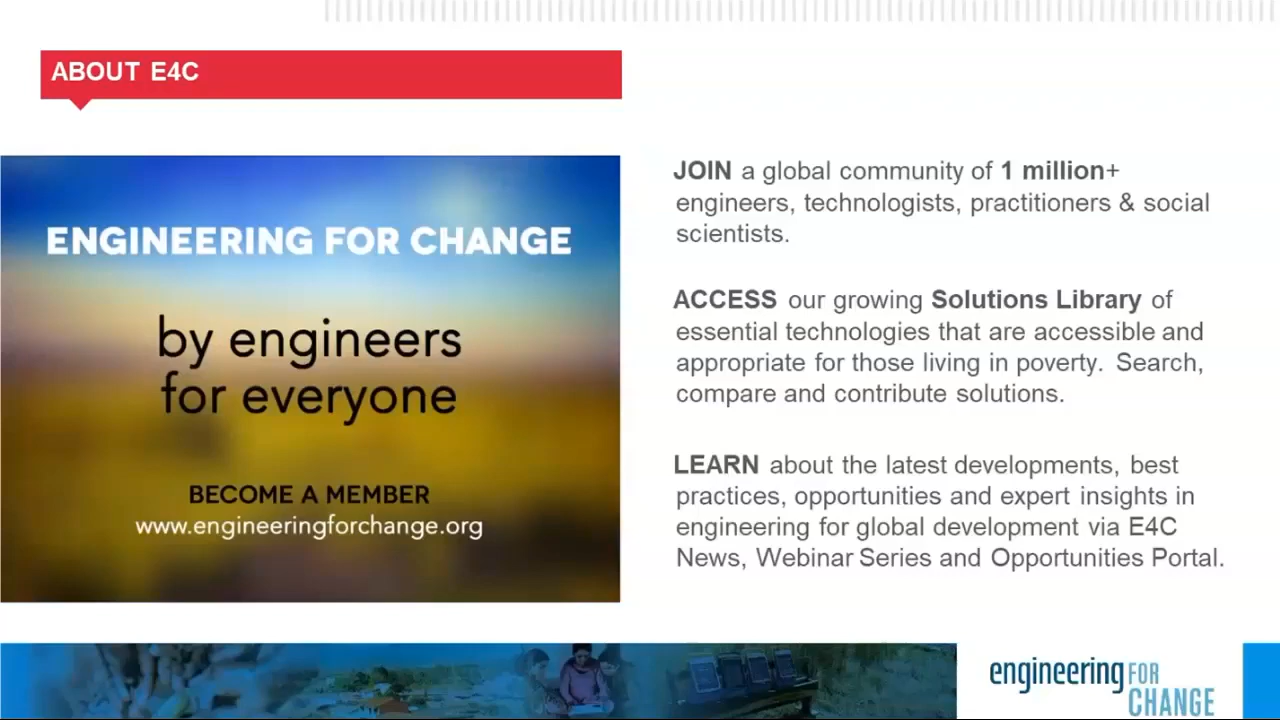 ABOUT E4C
ENGINEERING FOR CHANGE
by engineers
for everyone
BECOME A MEMBER
www.engineeringforchange.org
JOIN a global community of 1 million+
engineers, technologists, practitioners & social
scientists.
ACCESS our growing Solutions Library of
essential technologies that are accessible and
appropriate for those living in poverty. Search,
compare and contribute solutions.
LEARN about the latest developments, best
practices, opportunities and expert insights in
engineering for global development via E4C
News, Webinar Series and Opportunities Portal.
engineering FOR
CHANGE